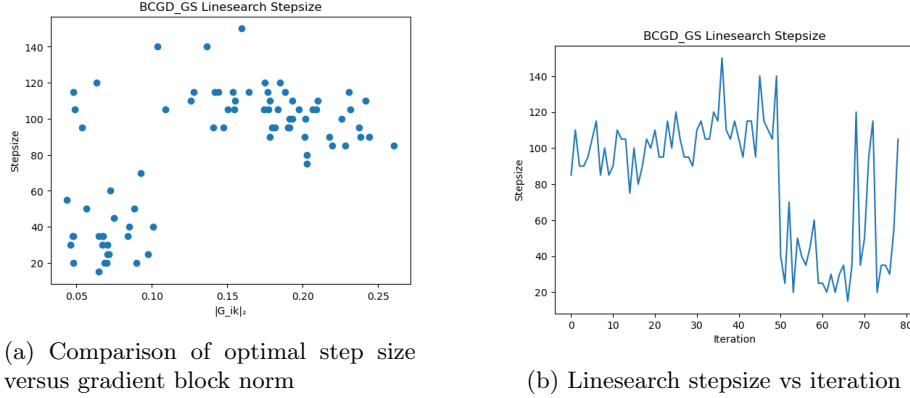 BCGD_GS Linesearch Stepsize
140
120
100
80
60
40
20
Stepsize
0.05 0.10 0.15 0.20 0.25
|G_ik|₂
(a) Comparison of optimal step size
versus gradient block norm
BCGD_GS Linesearch Stepsize
140
120
100
80
60
40
20
Stepsize
0 10 20 30 40 50 60 70 80
Iteration
(b) Linesearch stepsize vs iteration